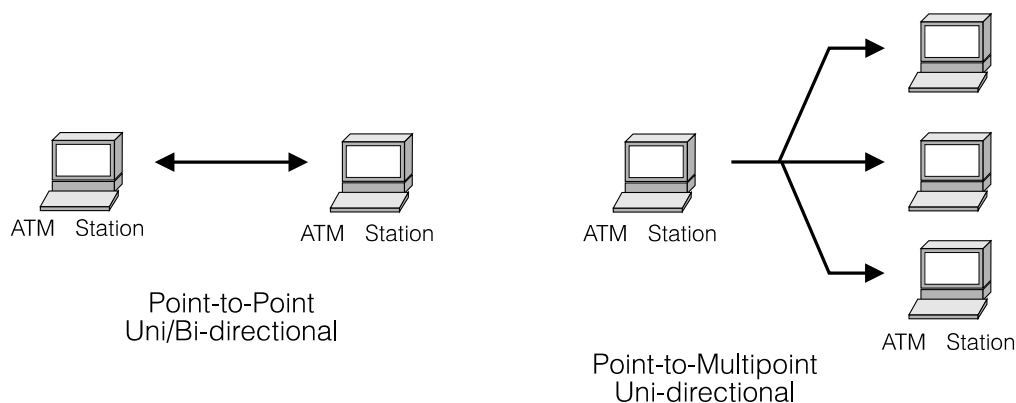 ATM Station
ATM Station
Point-to-Point
Uni/Bi-directional
ATM Station
ATM Station
Point-to-Multipoint
Uni-directional